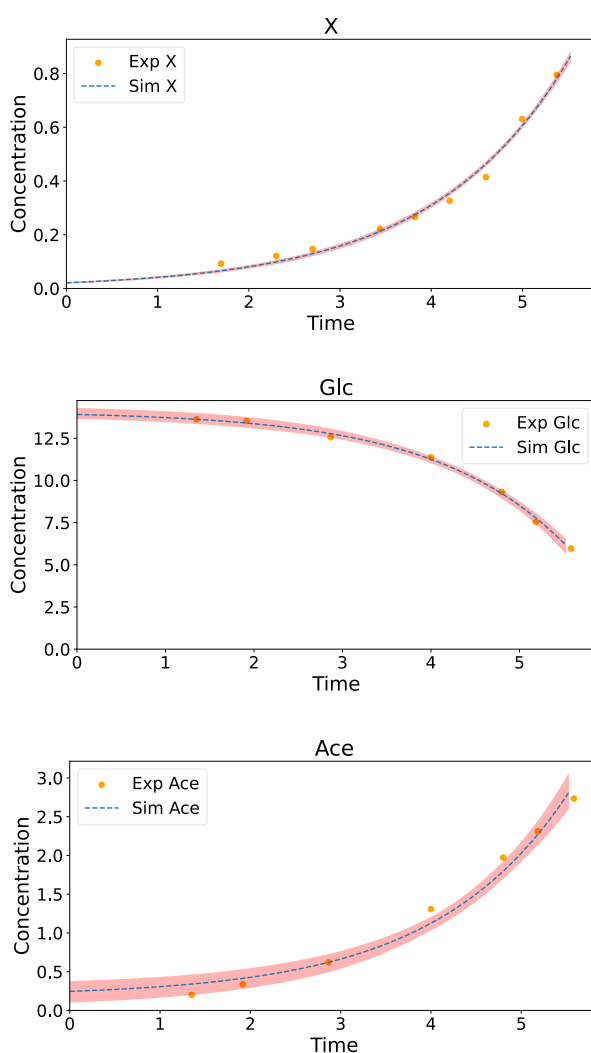 X
Exp X
Sim X
Concentration
0.8
0.6
0.4
0.2
0.0
0 1 2 3 4 5
Time
Glc
Exp Glc
Sim Glc
Concentration
12.5
10.0
7.5
5.0
2.5
0.0
0 1 2 3 4 5
Time
Ace
Exp Ace
Sim Ace
Concentration
3.0
2.5
2.0
1.5
1.0
0.5
0.0
0 1 2 3 4 5
Time